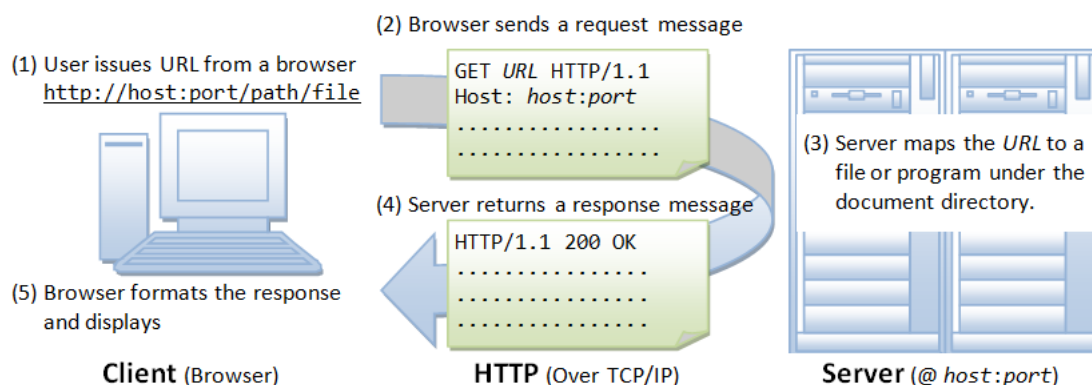 (1) User issues URL from a browser
http://host:port/path/file
(2) Browser sends a request message
GET URL HTTP/1.1
Host: host:port
.................
.................
(3) Server maps the URL to a
file or program under the
document directory.
(4) Server returns a response message
HTTP/1.1 200 OK
................
................
................
(5) Browser formats the response
and displays
Client (Browser)
HTTP (Over TCP/IP)
Server (@ host:port)